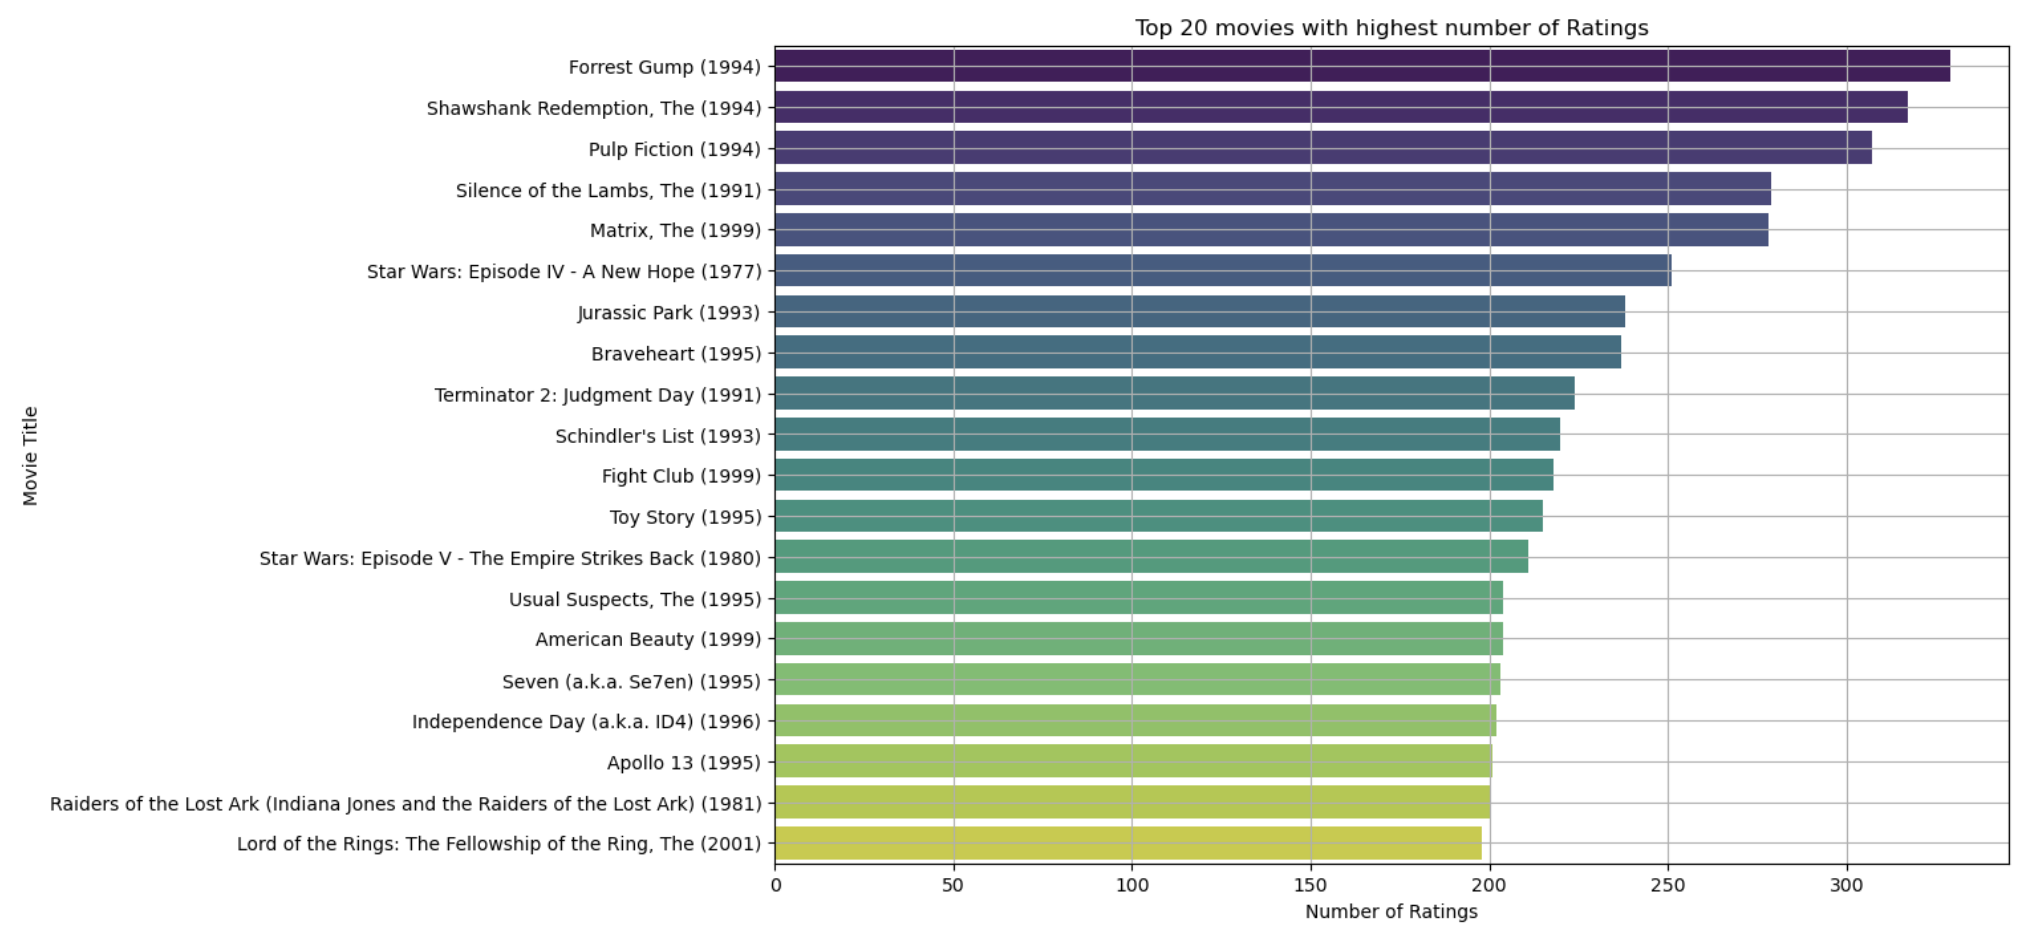 Top 20 movies with highest number of Ratings
Movie Title
Forrest Gump (1994)
Shawshank Redemption, The (1994)
Pulp Fiction (1994)
Silence of the Lambs, The (1991)
Matrix, The (1999)
Star Wars: Episode IV - A New Hope (1977)
Jurassic Park (1993)
Braveheart (1995)
Terminator 2: Judgment Day (1991)
Schindler's List (1993)
Fight Club (1999)
Toy Story (1995)
Star Wars: Episode V - The Empire Strikes Back (1980)
Usual Suspects, The (1995)
American Beauty (1999)
Seven (a.k.a. Se7en) (1995)
Independence Day (a.k.a. ID4) (1996)
Apollo 13 (1995)
Raiders of the Lost Ark (Indiana Jones and the Raiders of the Lost Ark) (1981)
Lord of the Rings: The Fellowship of the Ring, The (2001)
0 50 100 150 200 250 300
Number of Ratings